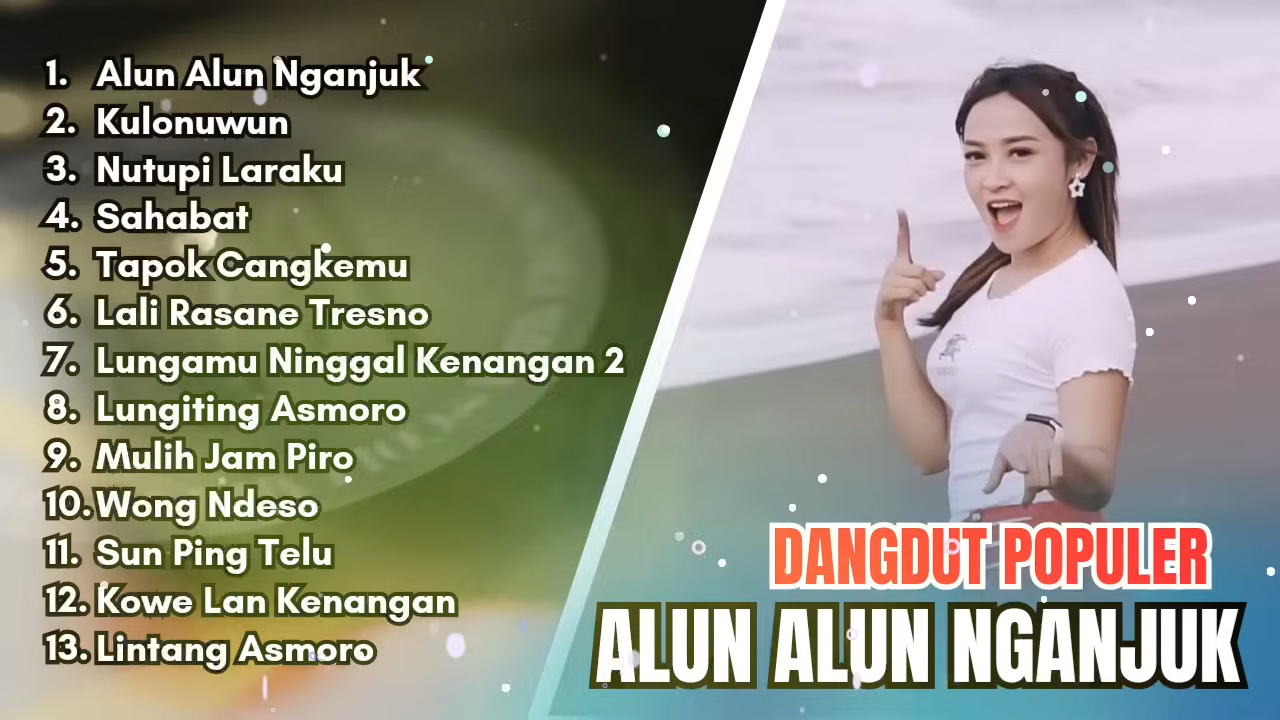 1. Alun Alun Nganjuk
2. Kulonuwun
3. Nutupi Laraku
4. Sahabat
5. Tapok Cangkemu
6. Lali Rasane Tresno
7. Lungamu Ninggal Kenangan 2
8. Lungiting Asmoro
9. Mulih Jam Piro
10. Wong Ndeso
11. Sun Ping Telu
12. Kowe Lan Kenangan
13. Lintang Asmoro
DANGDUT POPULER
ALUN ALUN NGANJUK